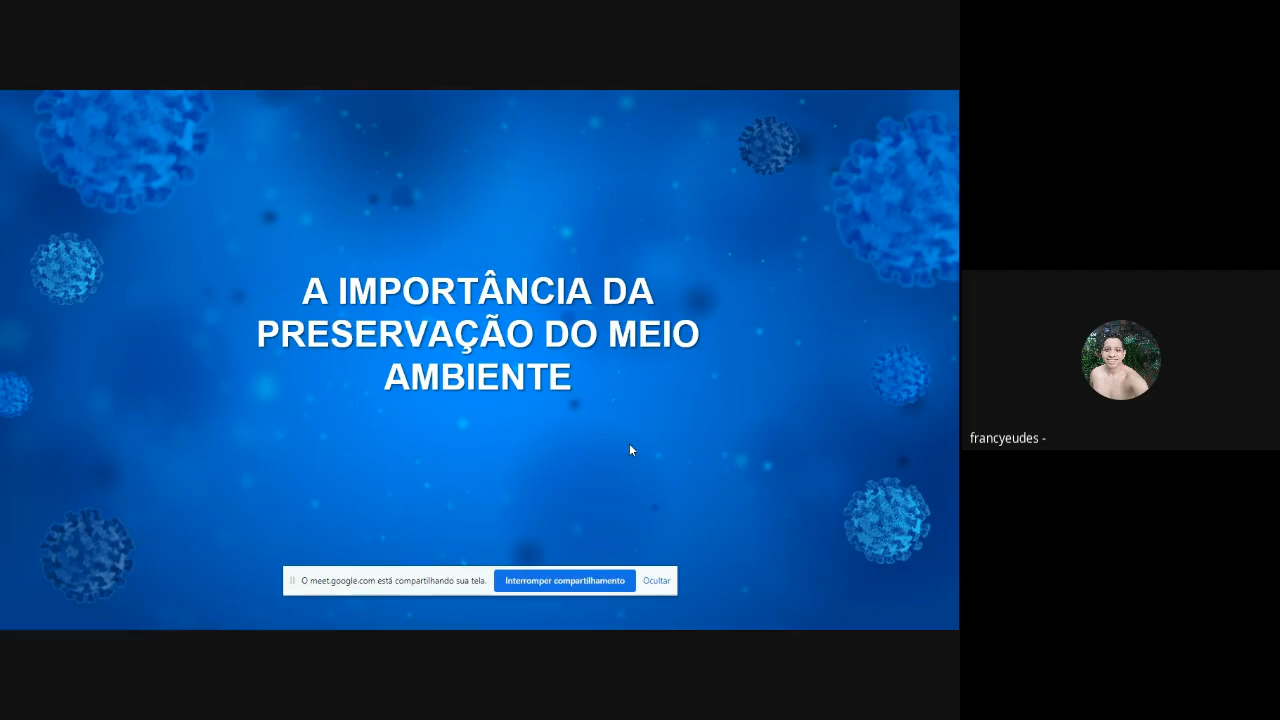 A IMPORTÂNCIA DA
PRESERVAÇÃO DO MEIO
AMBIENTE
O meet.google.com está compartilhando sua tela. Interromper compartilhamento Ocultar
francyeudes -